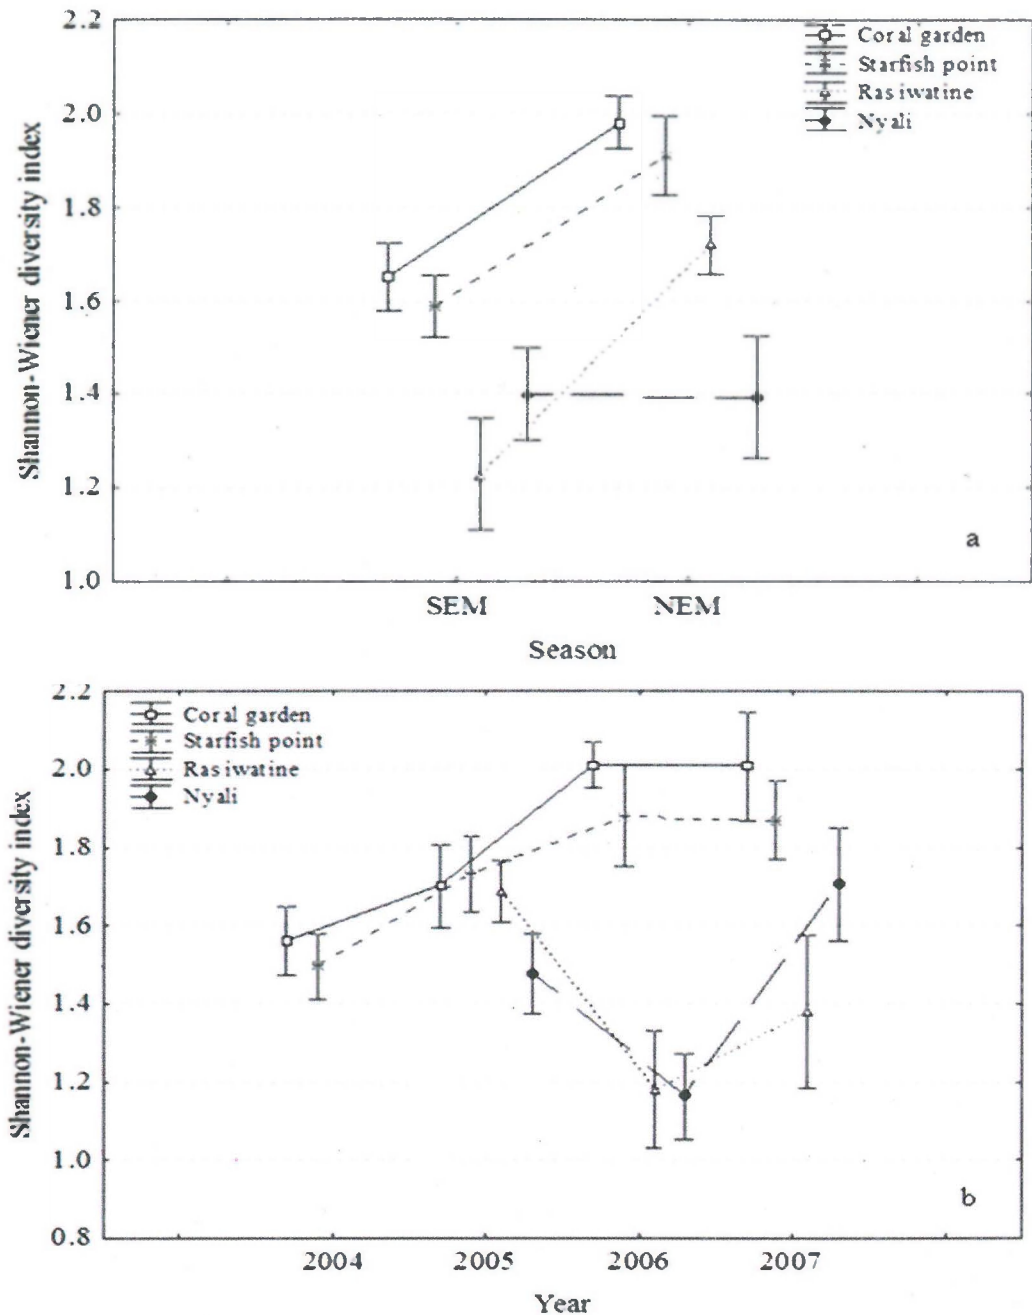 2.2
Coral garden
Starfish point
Rasiwatine
Nyali
2.0
1.8
1.6
1.4
1.2
1.0
Shannon-Wiener diversity index
a
SEM NEM
Season
2.2
Coral garden
Starfish point
Rasiwatine
Nyali
2.0
1.8
1.6
1.4
1.2
1.0
0.8
Shannon-Wiener diversity index
b
2004 2005 2006 2007
Year